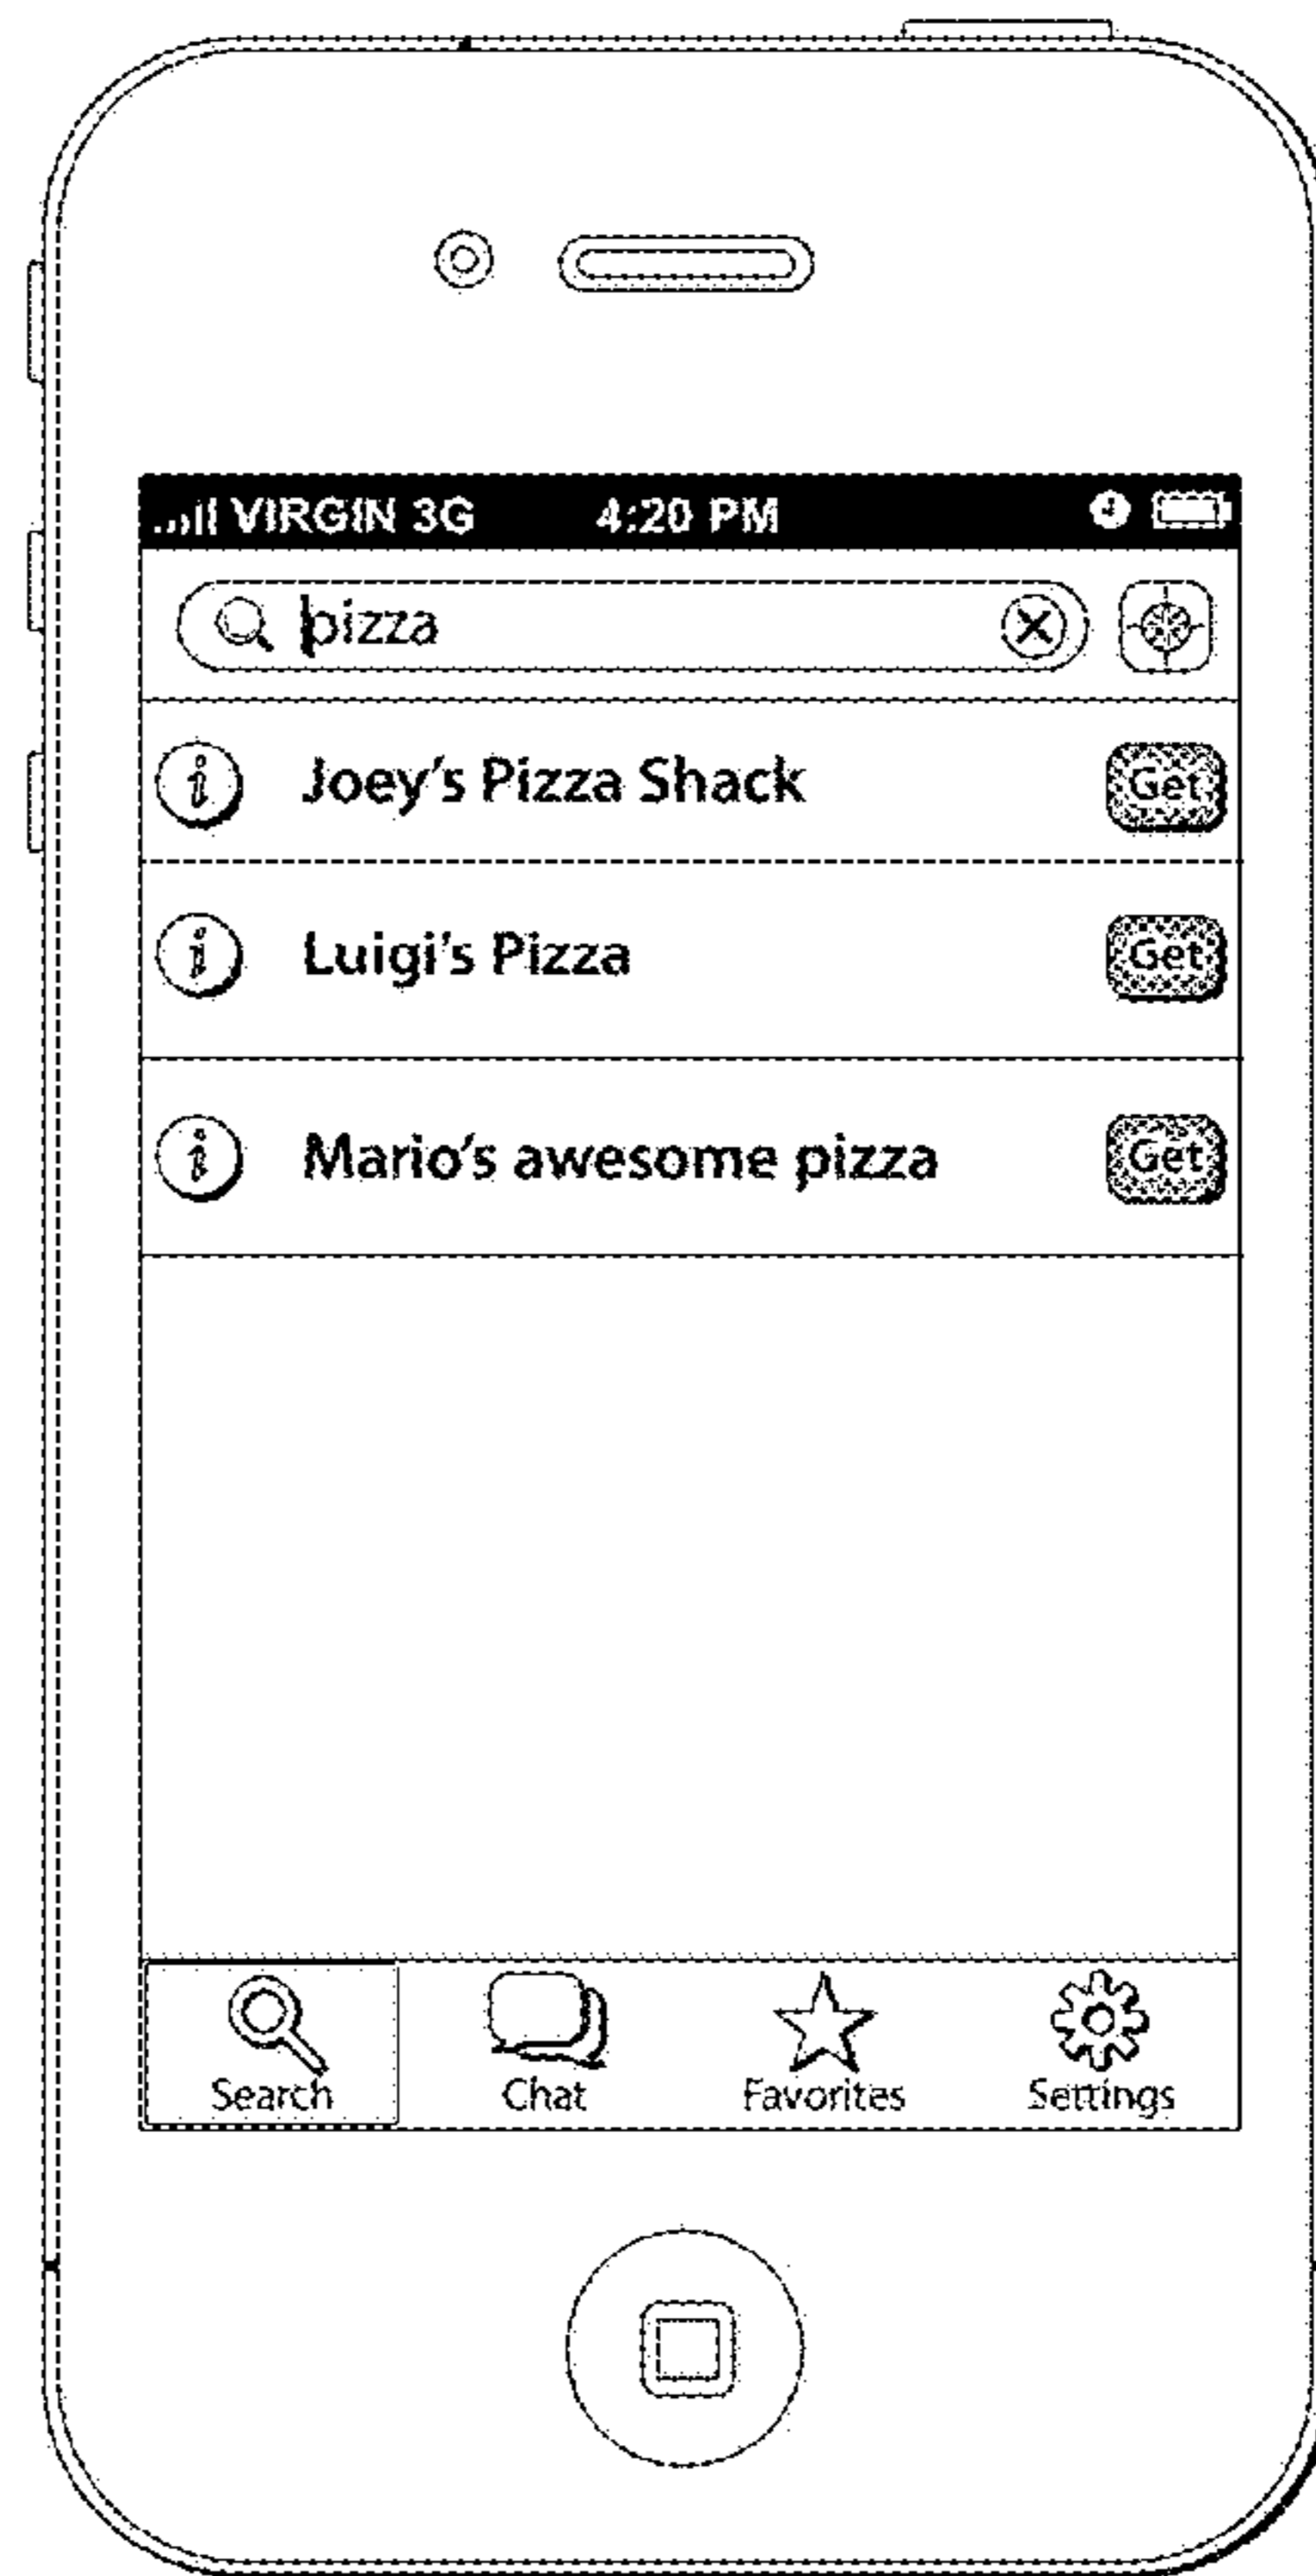 VIRGIN 3G 4:20 PM
pizza
i Joey's Pizza Shack Get
i Luigi's Pizza Get
i Mario's awesome pizza Get
Search Chat Favorites Settings